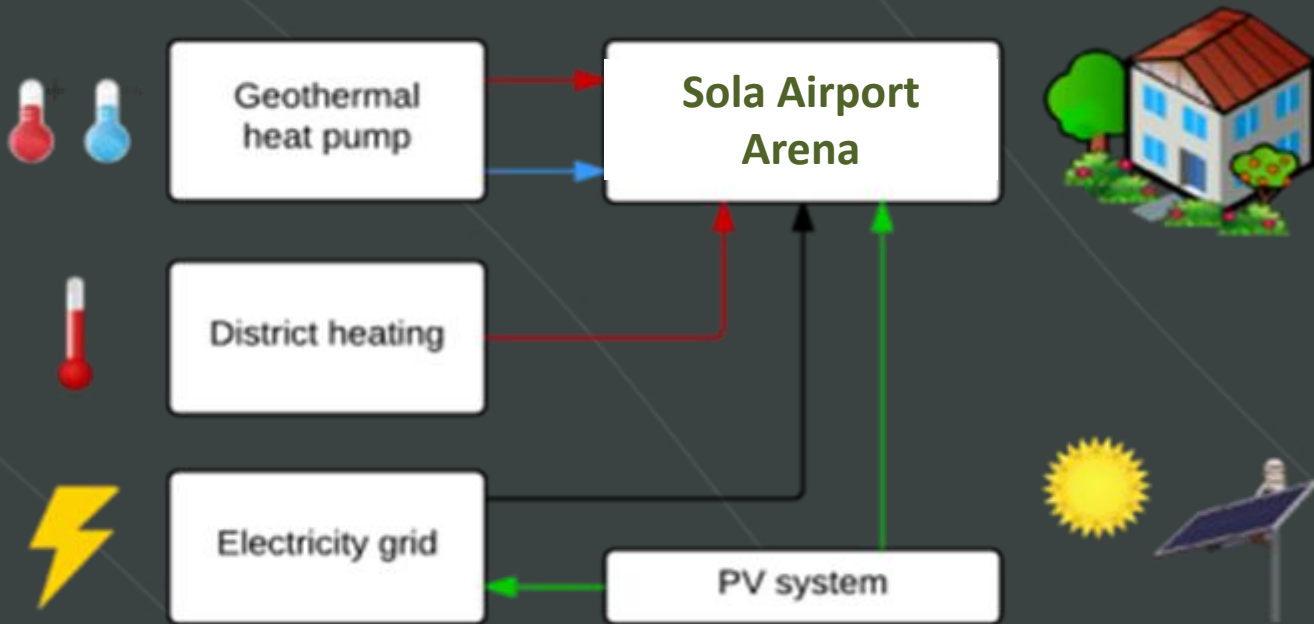 Geothermal
heat pump
Sola Airport
Arena
District heating
Electricity grid
PV system